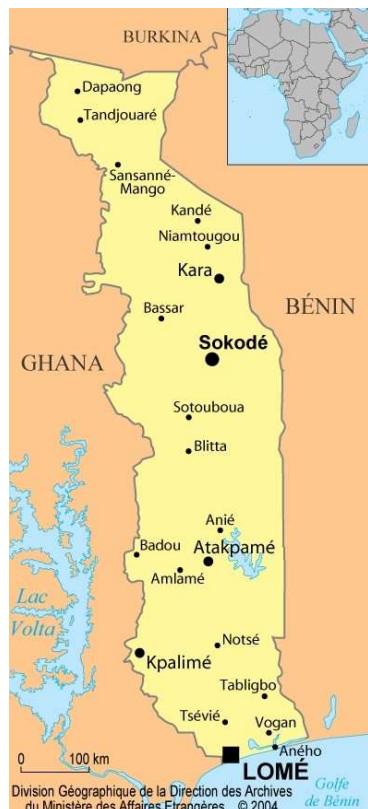 BURKINA
Dapaong
Tandjouaré
Sansanné-
Mango
Kandé
Niamtougou
Kara
BÉNIN
Bassar
Sokodé
GHANA
Sotouboua
Blitta
Anié
Badou
Atakpamé
Amlamé
Lac
Volta
Notsé
Kpalimé
Tabligbo
Tsévié
Vogan
Aného
0 100 km
LOMÉ
Golfe
de Bénin
Division Géographique de la Direction des Archives
du Ministère des Affaires Etrangères © 2004